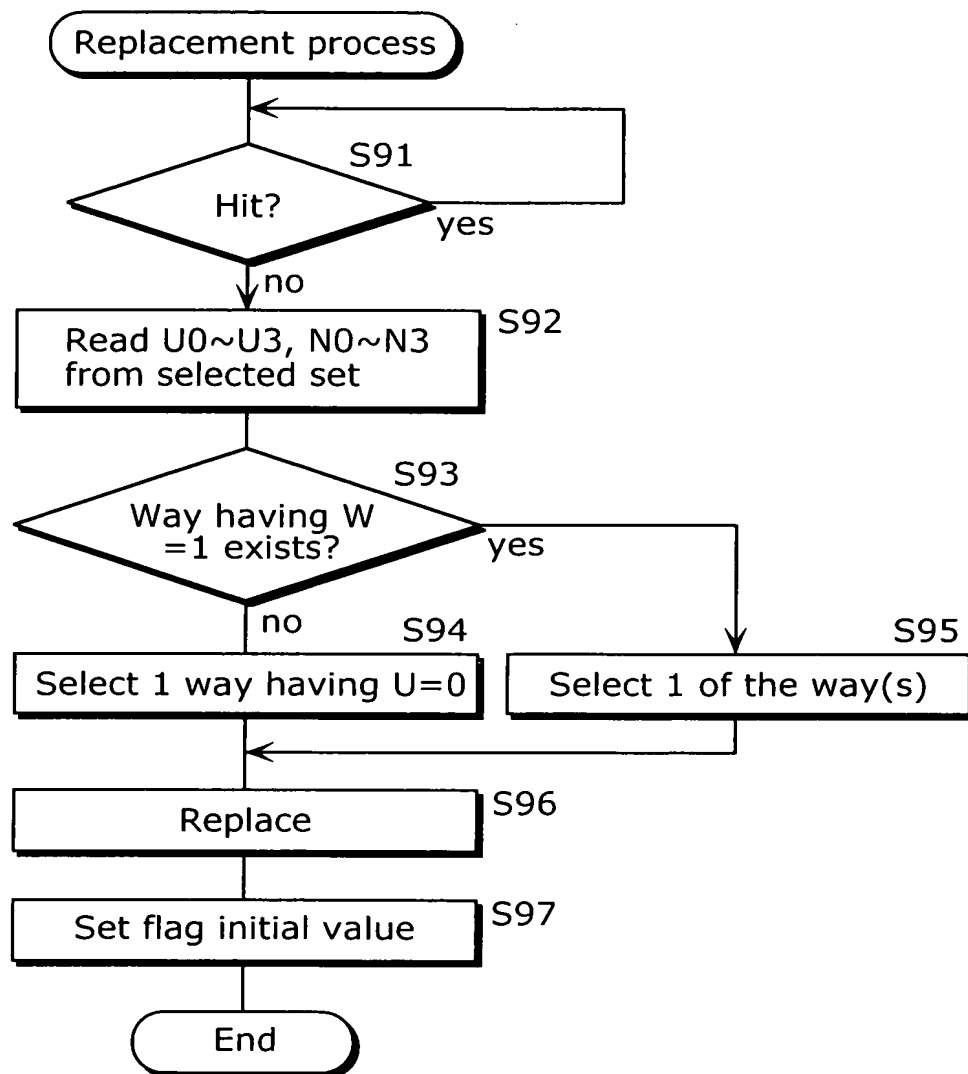 Replacement process
S91
Hit?
yes
no
S92
Read U0~U3, N0~N3
from selected set
S93
Way having W
=1 exists?
yes
no
S94
S95
Select 1 way having U=0
Select 1 of the way(s)
S96
Replace
S97
Set flag initial value
End